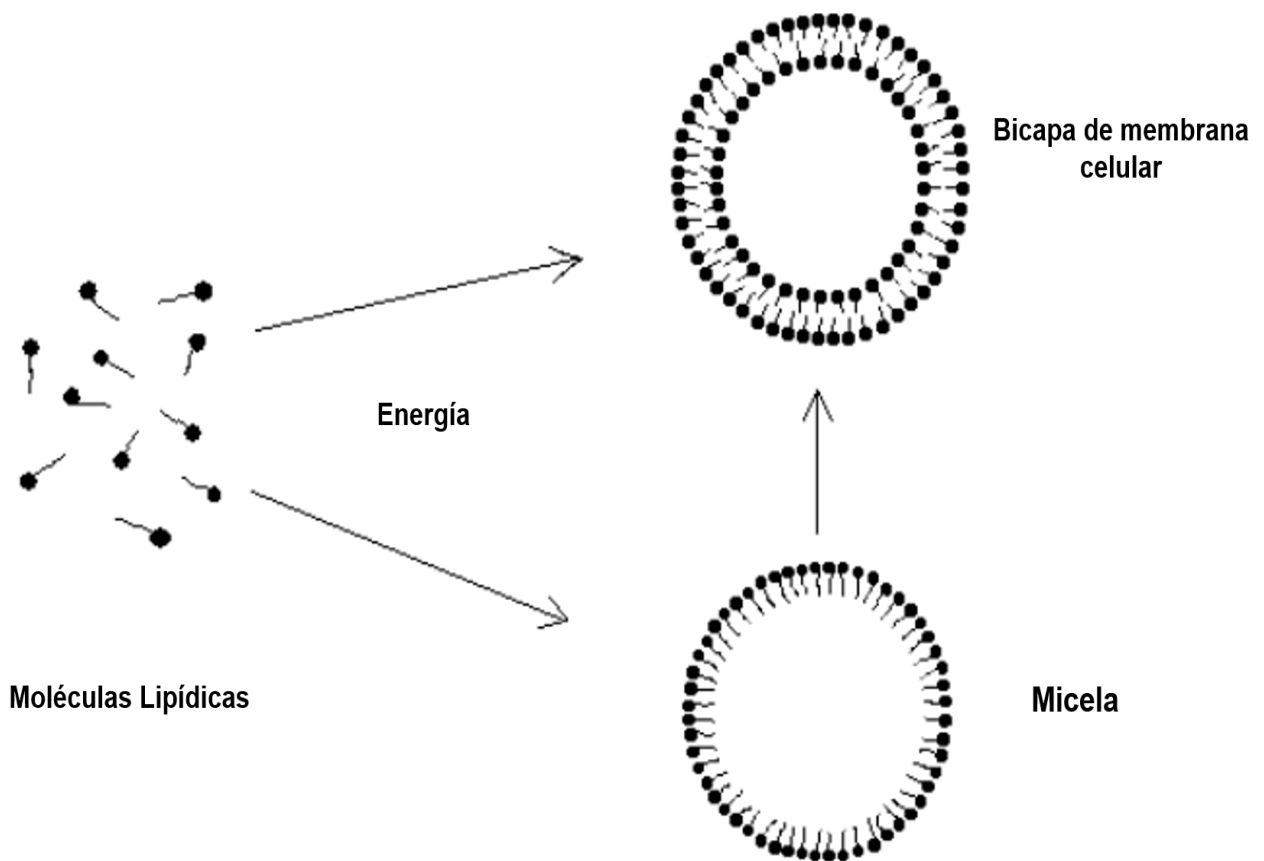 Bicapa de membrana
celular
Energía
Moléculas Lipídicas
Micela